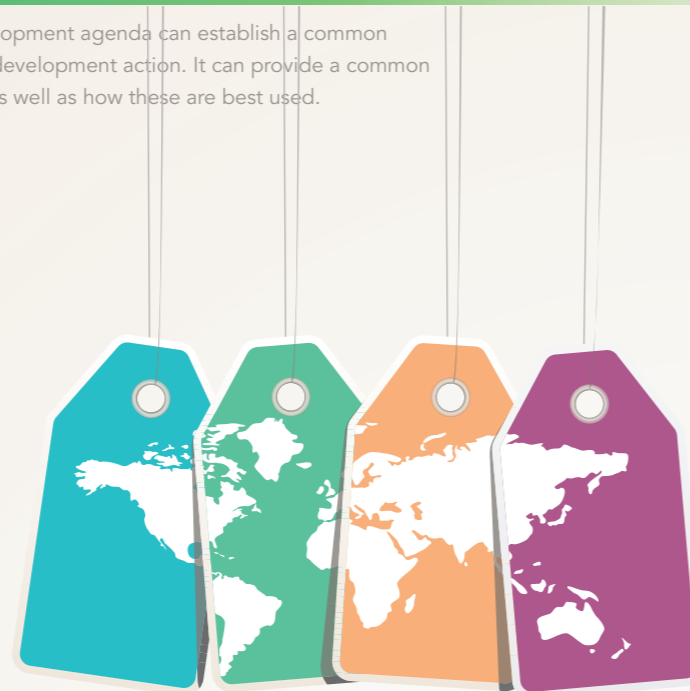 opment agenda can establish a common
development action. It can provide a common
s well as how these are best used.